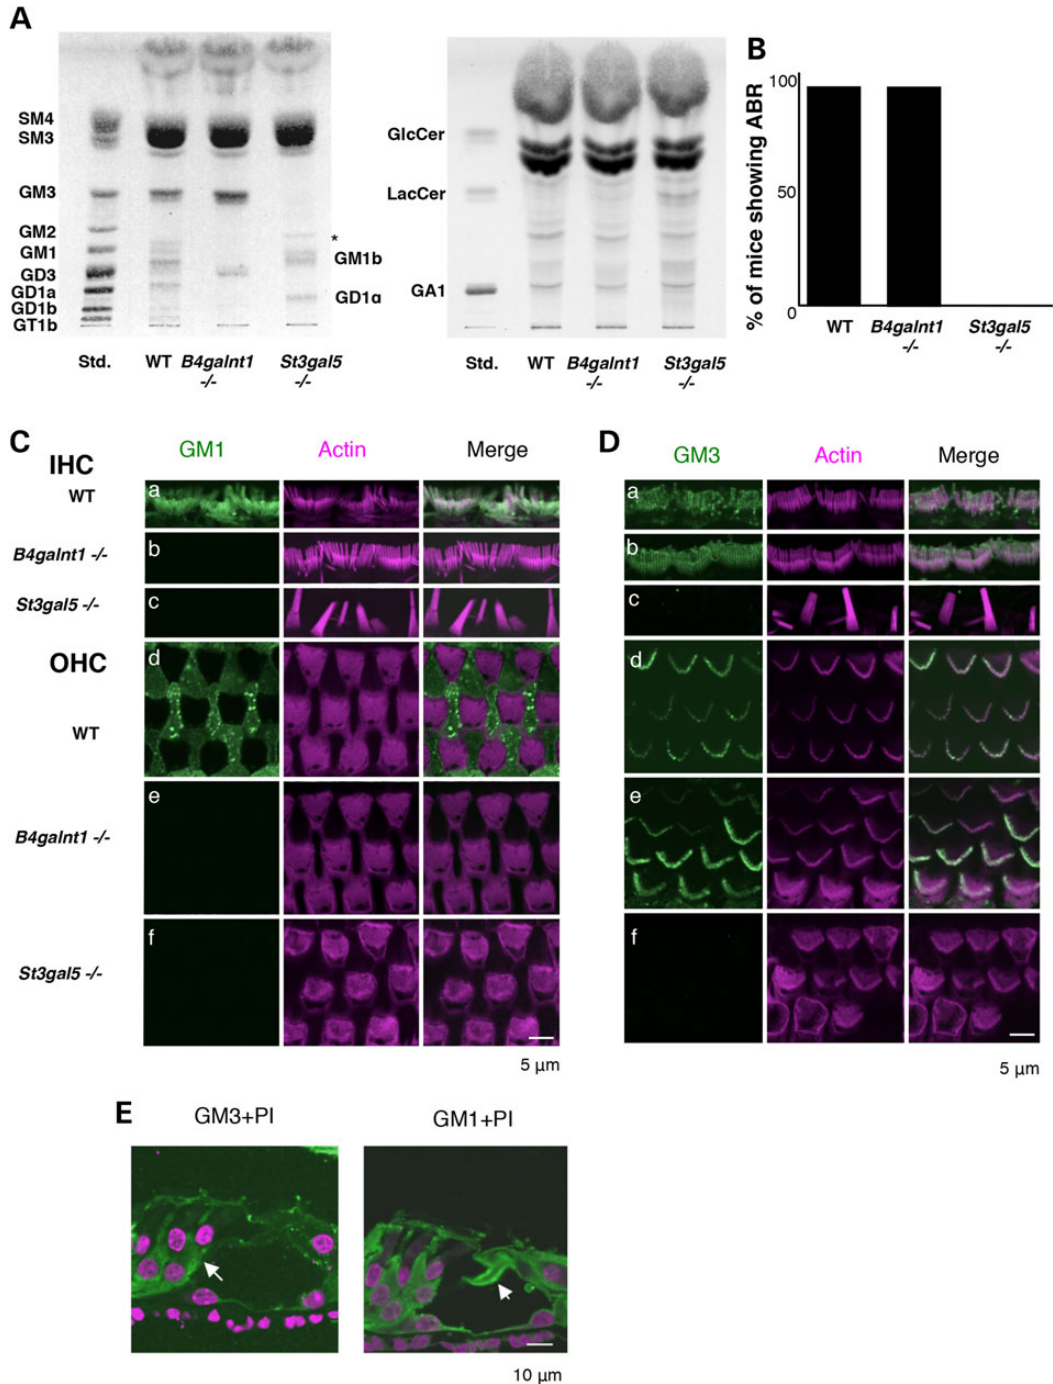 A
SM4
SM3
GM3
GM2
GM1
GD3
GD1a
GD1b
GT1b
*
GM1b
GD1α
Std.
WT
B4galnt1
-/-
St3gal5
-/-
GlcCer
LacCer
GA1
Std.
WT
B4galnt1
-/-
St3gal5
-/-
B
% of mice showing ABR
100
50
0
WT
B4galnt1
-/-
St3gal5
-/-
C
GM1
Actin
Merge
IHC
WT
a
B4galnt1 -/-
b
St3gal5 -/-
c
OHC
d
WT
e
B4galnt1 -/-
f
St3gal5 -/-
5 µm
D
GM3
Actin
Merge
a
b
c
d
e
f
5 µm
E
GM3+PI
GM1+PI
10 µm